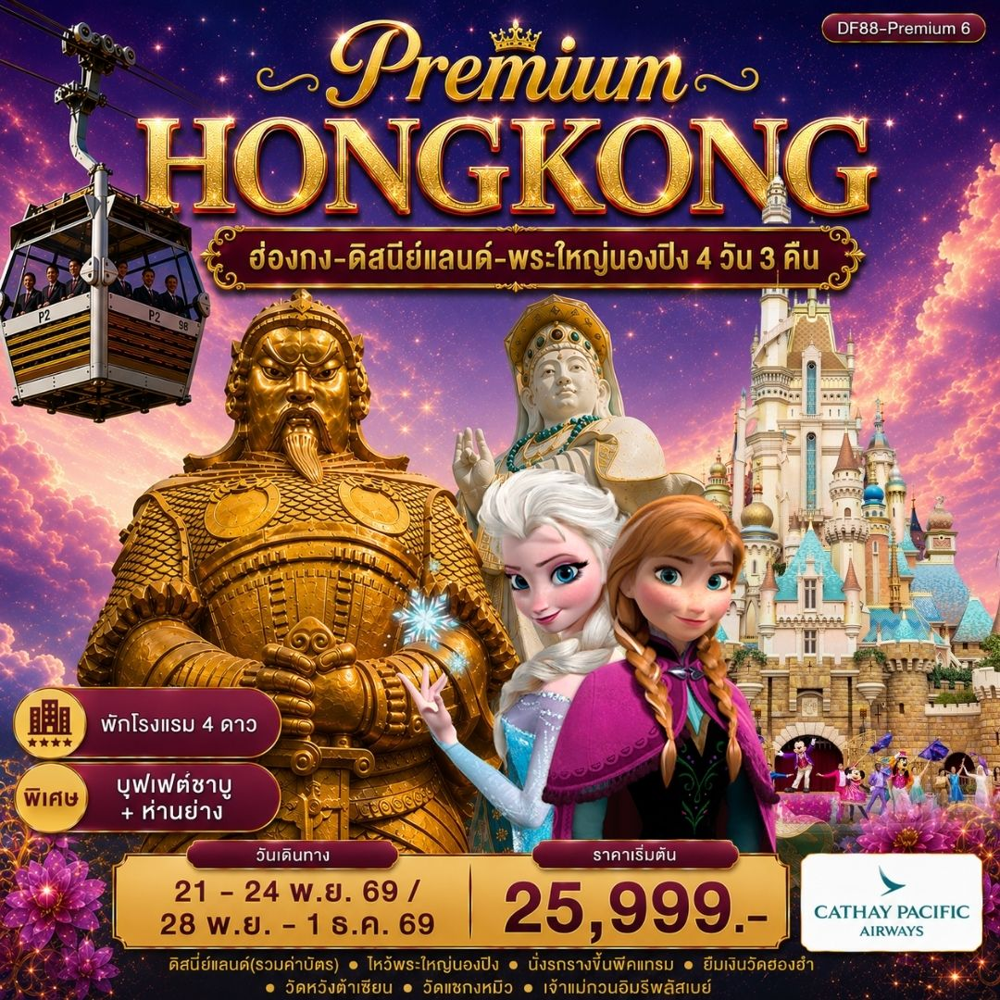 DF88-Premium 6
Premium
HONGKONG
ฮ่องกง-ดิสนีย์แลนด์-พระใหญ่นองปิง 4 วัน 3 คืน
P2 P2 98
พักโรงแรม 4 ดาว
พิเศษ
บุฟเฟต์ชาบู
+ ห่านย่าง
วันเดินทาง
21 - 24 พ.ย. 69 /
28 พ.ย. - 1 ธ.ค. 69
ราคาเริ่มต้น
25,999.-
CATHAY PACIFIC
AIRWAYS
ดิสนี่ย์แลนด์(รวมค่าบัตร) • ไหว้พระใหญ่นองปิง • นั่งรถรางขึ้นพีคแทรม • ยืมเงินวัดฮองฮำ
• วัดหวังต้าเซียน • วัดแชกงหมิว • เจ้าแม่กวนอิมรีพลัสเบย์